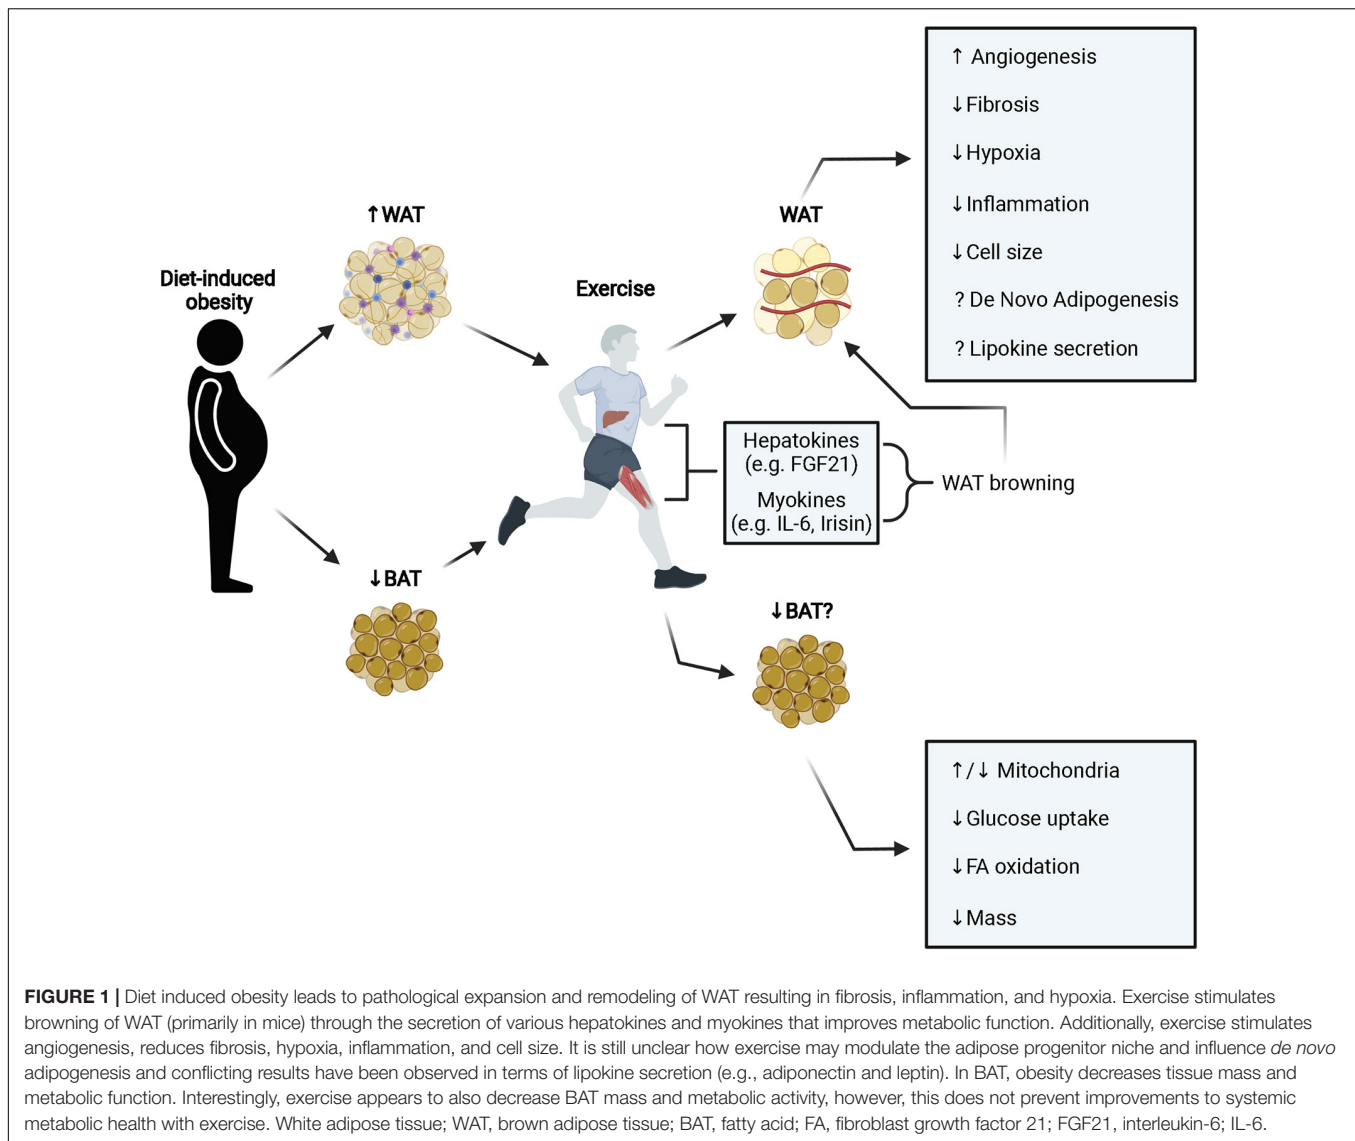 Diet-induced
obesity
↑WAT
↓BAT
Exercise
WAT
Hepatokines
(e.g. FGF21)
Myokines
(e.g. IL-6, Irisin)
WAT browning
↓BAT?
↑ Angiogenesis
↓Fibrosis
↓Hypoxia
↓Inflammation
↓Cell size
? De Novo Adipogenesis
? Lipokine secretion
↑/↓ Mitochondria
↓Glucose uptake
↓FA oxidation
↓Mass
FIGURE 1 | Diet induced obesity leads to pathological expansion and remodeling of WAT resulting in fibrosis, inflammation, and hypoxia. Exercise stimulates
browning of WAT (primarily in mice) through the secretion of various hepatokines and myokines that improves metabolic function. Additionally, exercise stimulates
angiogenesis, reduces fibrosis, hypoxia, inflammation, and cell size. It is still unclear how exercise may modulate the adipose progenitor niche and influence de novo
adipogenesis and conflicting results have been observed in terms of lipokine secretion (e.g., adiponectin and leptin). In BAT, obesity decreases tissue mass and
metabolic function. Interestingly, exercise appears to also decrease BAT mass and metabolic activity, however, this does not prevent improvements to systemic
metabolic health with exercise. White adipose tissue; WAT, brown adipose tissue; BAT, fatty acid; FA, fibroblast growth factor 21; FGF21, interleukin-6; IL-6.